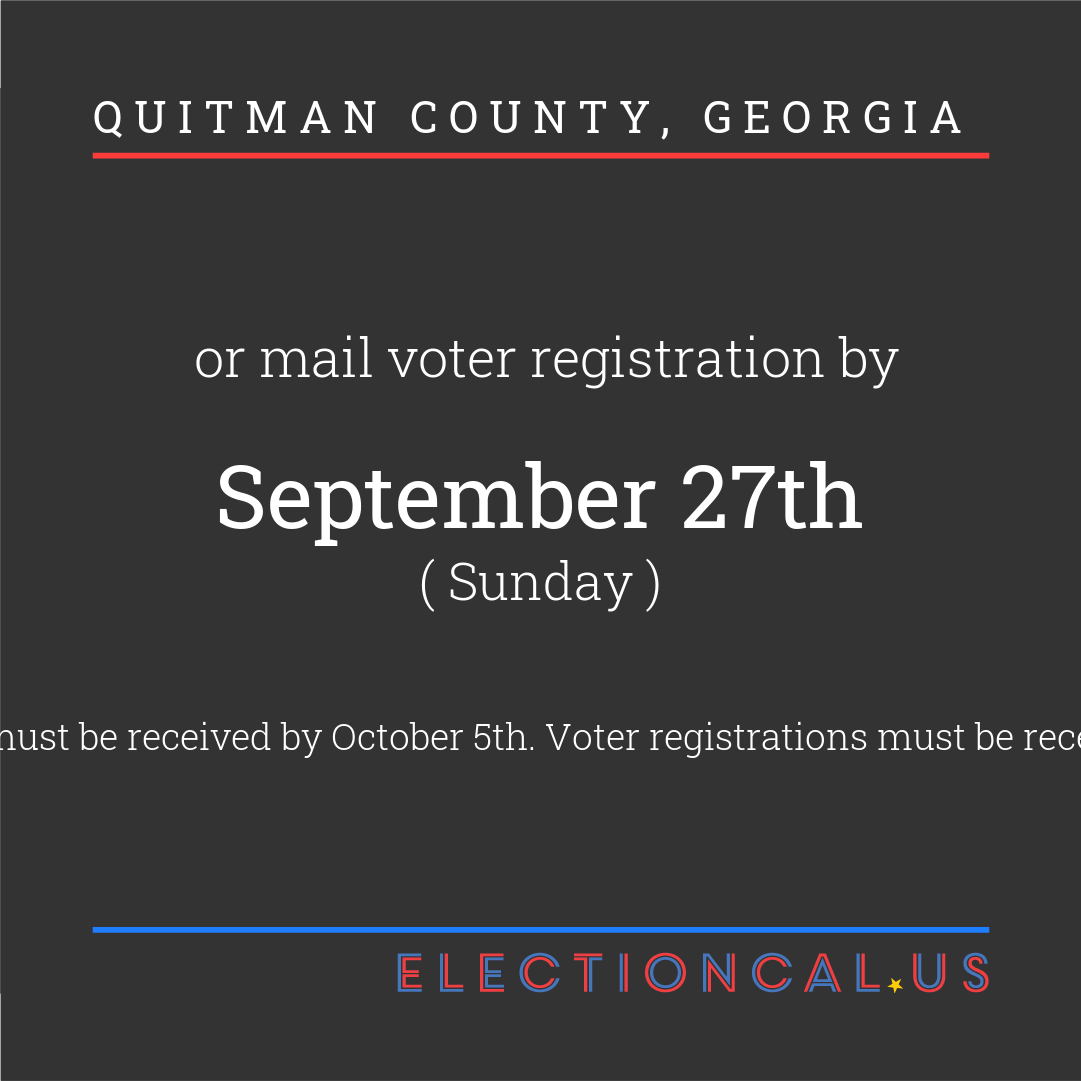 QUITMAN COUNTY, GEORGIA
or mail voter registration by
September 27th
( Sunday )
must be received by October 5th. Voter registrations must be
ELECTIONCAL.US